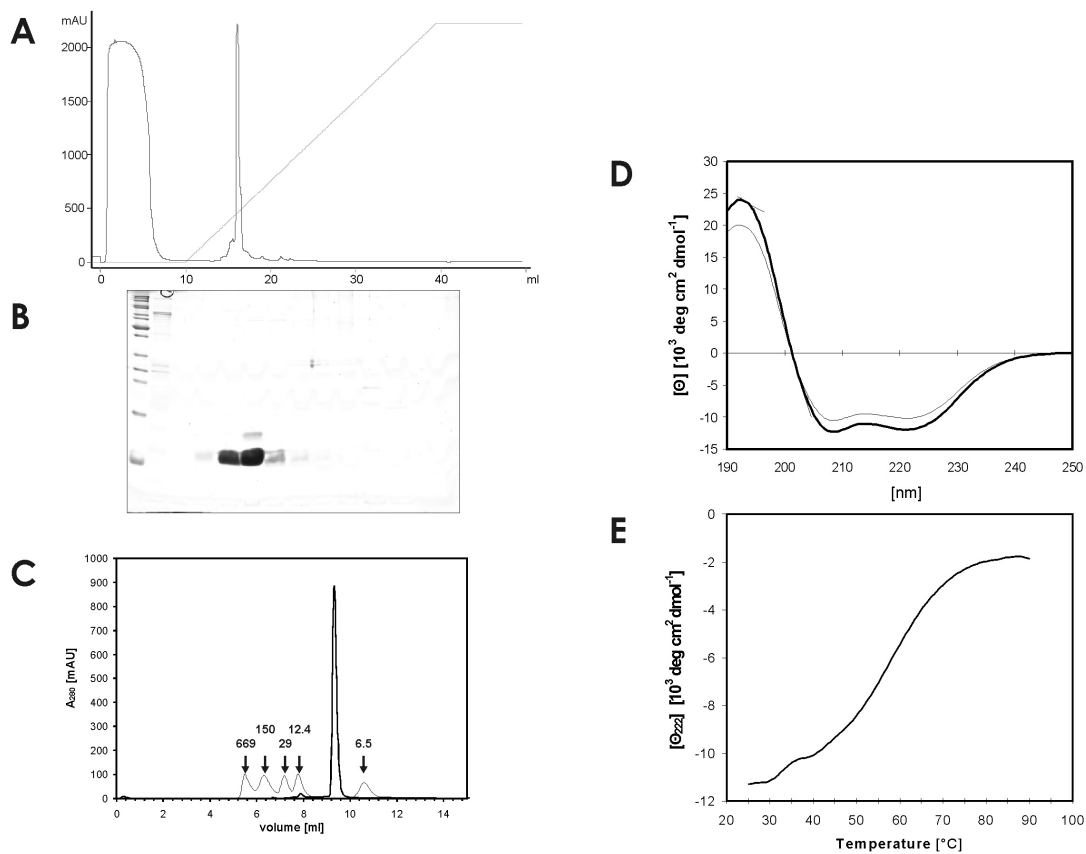 A
mAU
2000
1500
1000
500
0
0 10 20 30 40 ml
B
C
1000
900
800
700
600
500
400
300
200
100
0
150 12.4
669 29 6.5
A280 [mAU]
0 2 4 6 8 10 12 14
volume [ml]
D
30
25
20
15
10
5
0
-5
-10
-15
[Θ] [10³ deg cm² dmol⁻¹]
190 200 210 220 230 240 250
[nm]
E
0
-2
-4
-6
-8
-10
-12
[Θ222] [10³ deg cm² dmol⁻¹]
20 30 40 50 60 70 80 90 100
Temperature [°C]